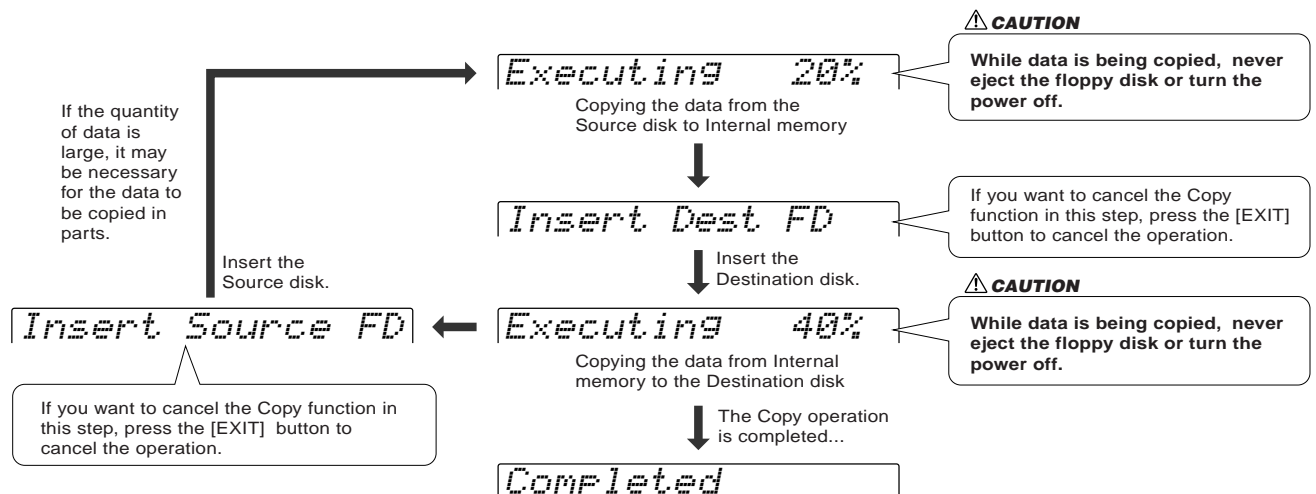 CAUTION
While data is being copied, never
eject the floppy disk or turn the
power off.
Executing 20%
Copying the data from the
Source disk to Internal memory
If the quantity
of data is
large, it may
be necessary
for the data to
be copied in
parts.
Insert Dest FD
If you want to cancel the Copy
function in this step, press the [EXIT]
button to cancel the operation.
Insert the
Destination disk.
Insert the
Source disk.
CAUTION
While data is being copied, never
eject the floppy disk or turn the
power off.
Insert Source FD
Executing 40%
Copying the data from Internal
memory to the Destination disk
If you want to cancel the Copy function in
this step, press the [EXIT] button to
cancel the operation.
The Copy operation
is completed...
Completed